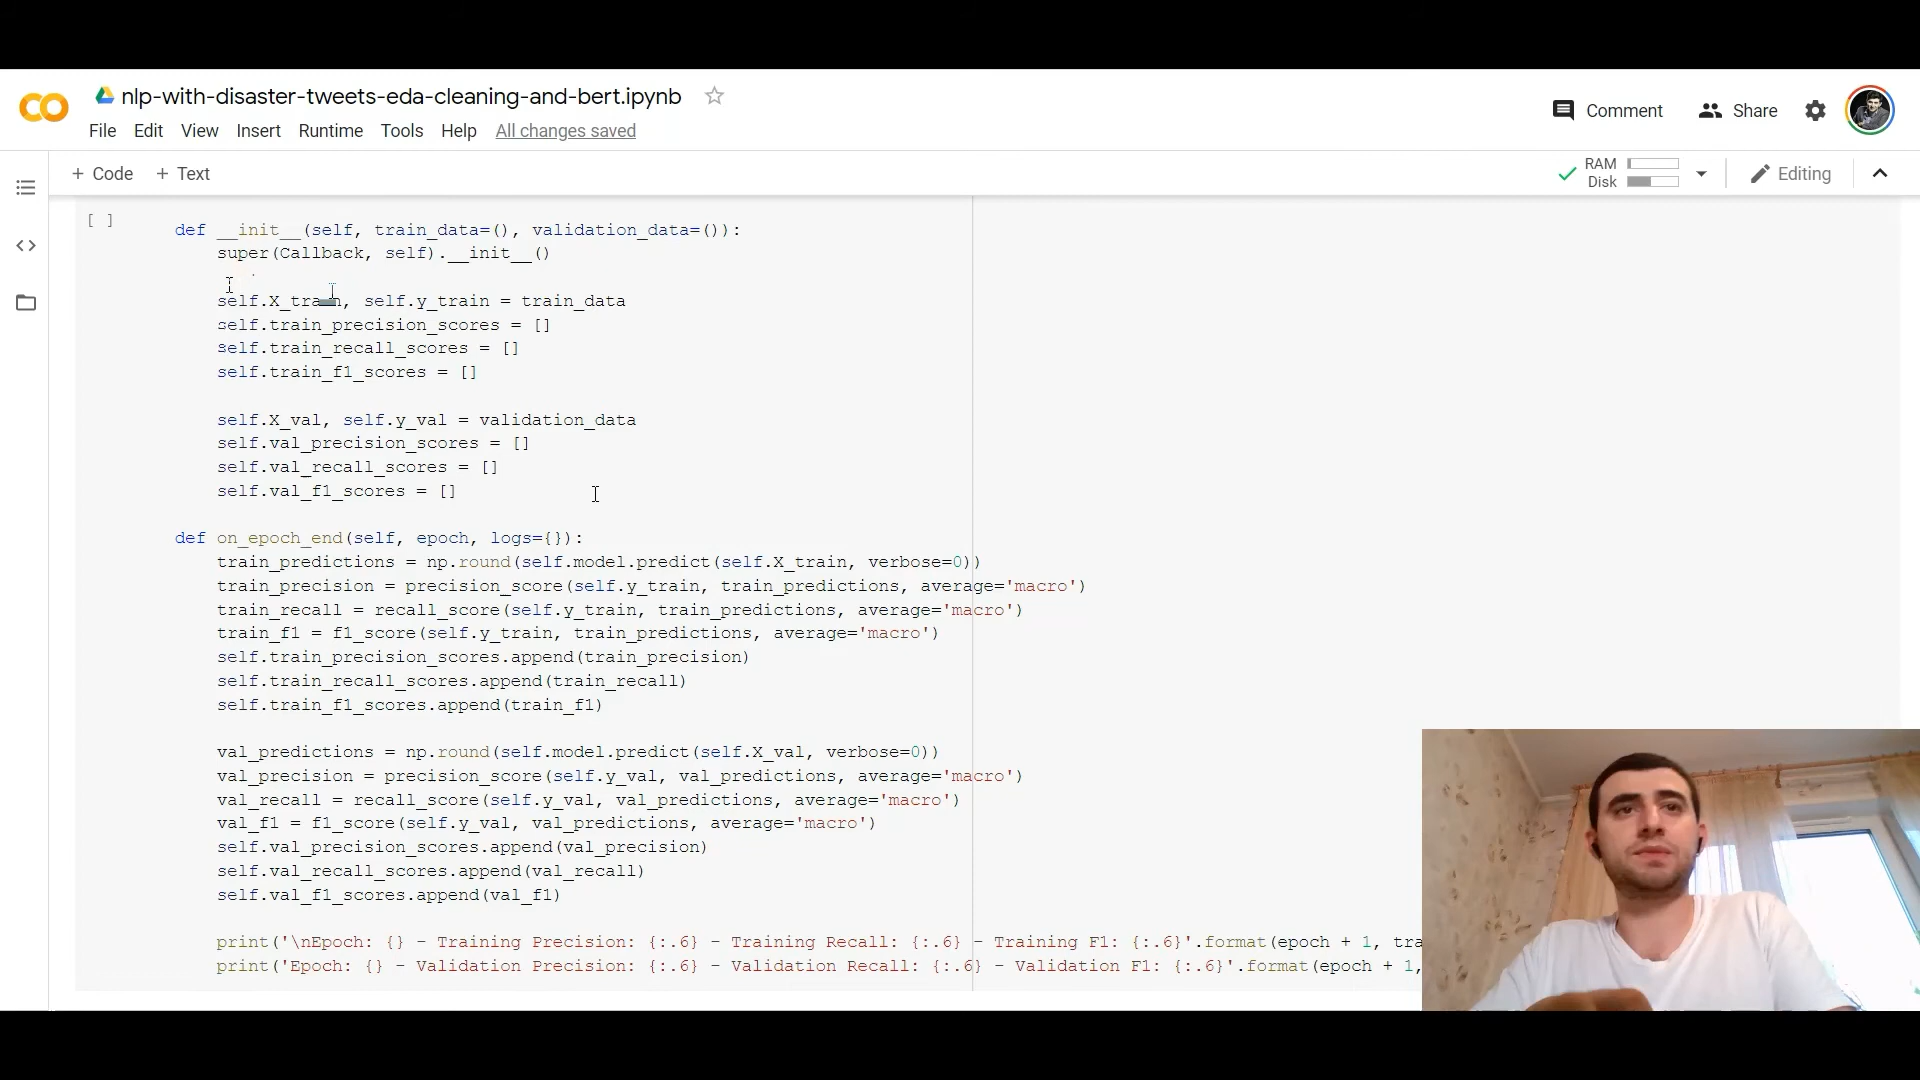 nlp-with-disaster-tweets-eda-cleaning-and-bert.ipynb
File Edit View Insert Runtime Tools Help All changes saved
Comment Share
+ Code + Text
RAM
Disk
Editing
[ ]
def __init__(self, train_data=(), validation_data=()):
super(Callback, self).__init__()
self.X_train, self.y_train = train_data
self.train_precision_scores = []
self.train_recall_scores = []
self.train_f1_scores = []
self.X_val, self.y_val = validation_data
self.val_precision_scores = []
self.val_recall_scores = []
self.val_f1_scores = []
def on_epoch_end(self, epoch, logs={}):
train_predictions = np.round(self.model.predict(self.X_train, verbose=0))
train_precision = precision_score(self.y_train, train_predictions, average='macro')
train_recall = recall_score(self.y_train, train_predictions, average='macro')
train_f1 = f1_score(self.y_train, train_predictions, average='macro')
self.train_precision_scores.append(train_precision)
self.train_recall_scores.append(train_recall)
self.train_f1_scores.append(train_f1)
val_predictions = np.round(self.model.predict(self.X_val, verbose=0))
val_precision = precision_score(self.y_val, val_predictions, average='macro')
val_recall = recall_score(self.y_val, val_predictions, average='macro')
val_f1 = f1_score(self.y_val, val_predictions, average='macro')
self.val_precision_scores.append(val_precision)
self.val_recall_scores.append(val_recall)
self.val_f1_scores.append(val_f1)
print('\nEpoch: {} - Training Precision: {:.6} - Training Recall: {:.6} - Training F1: {:.6}'.format(epoch + 1, tra
print('Epoch: {} - Validation Precision: {:.6} - Validation Recall: {:.6} - Validation F1: {:.6}'.format(epoch + 1,